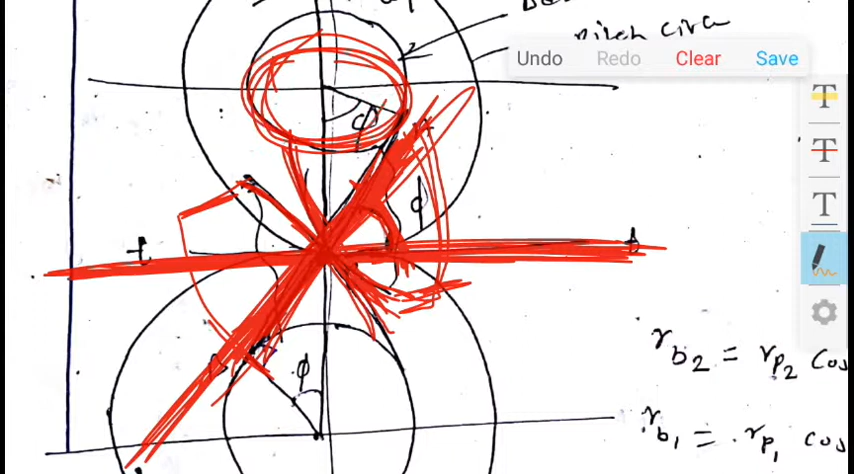 Pitch circ
Undo Redo Clear Save
T
T
T
φ
φ
t t
φ
r_b2 = r_p2 cos
r_b1 = r_p1 cos